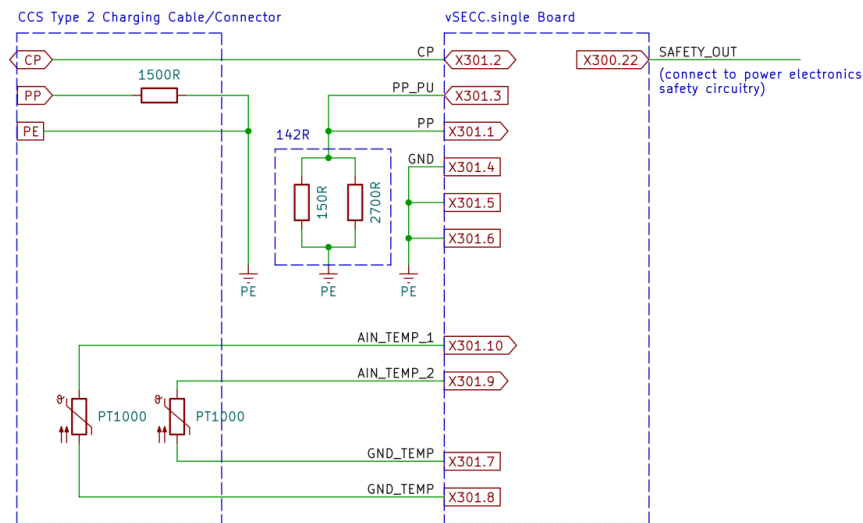 CCS Type 2 Charging Cable/Connector
vSECC.single Board
CP
CP
X301.2
X300.22
SAFETY_OUT
(connect to power electronics
safety circuitry)
1500R
PP
PP_PU
X301.3
PE
142R
PP
X301.1
GND
X301.4
150R
2700R
X301.5
X301.6
PE
PE
PE
AIN_TEMP_1
X301.10
AIN_TEMP_2
X301.9
ϑ
PT1000
ϑ
PT1000
GND_TEMP
X301.7
GND_TEMP
X301.8